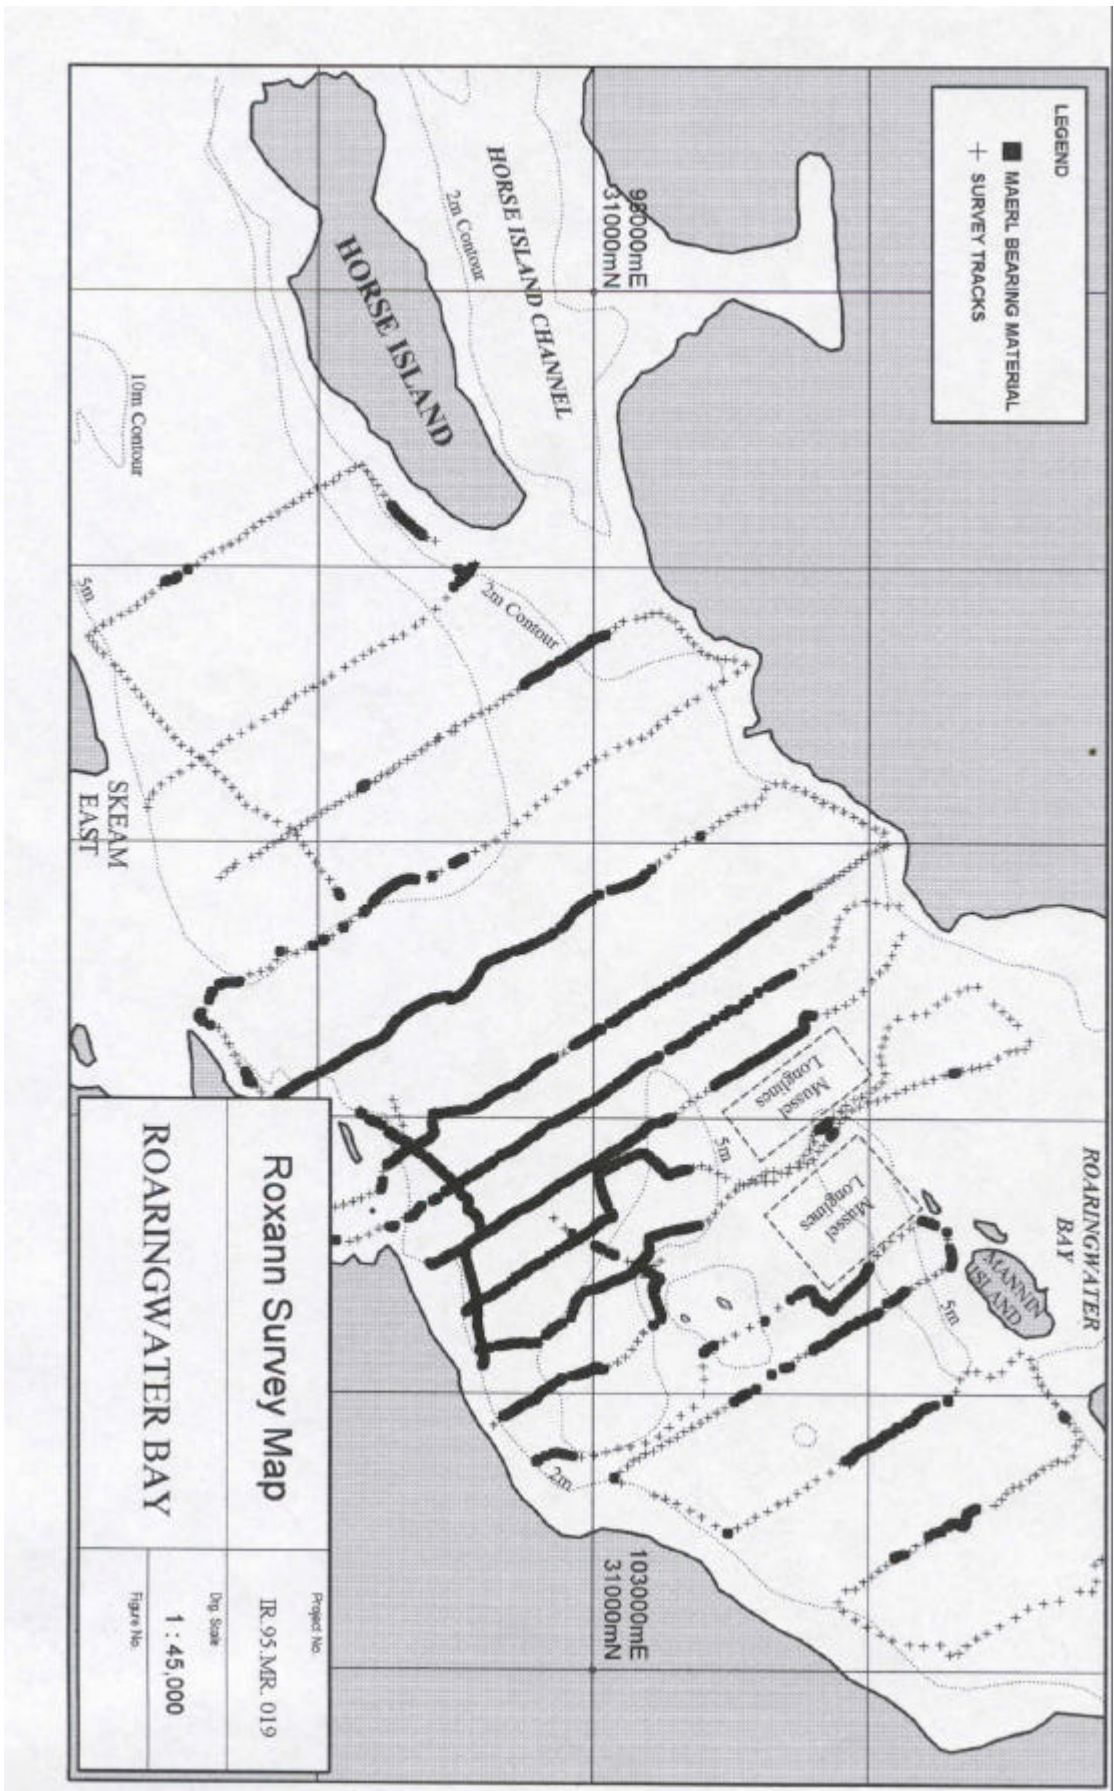 LEGEND
MAERL BEARING MATERIAL
SURVEY TRACKS
98000mE
31000mN
HORSE ISLAND CHANNEL
2m Contour
HORSE ISLAND
10m Contour
5m
2m Contour
SKEAM
EAST
ROARINGWATER
BAY
Mussel
Longlines
Mussel
Longlines
5m
MANNIN
ISLAND
5m
2m
103000mE
31000mN
Roxann Survey Map
ROARINGWATER BAY
Project No.
IR.95.MR. 019
Drg. Scale
1 : 45,000
Figure No.